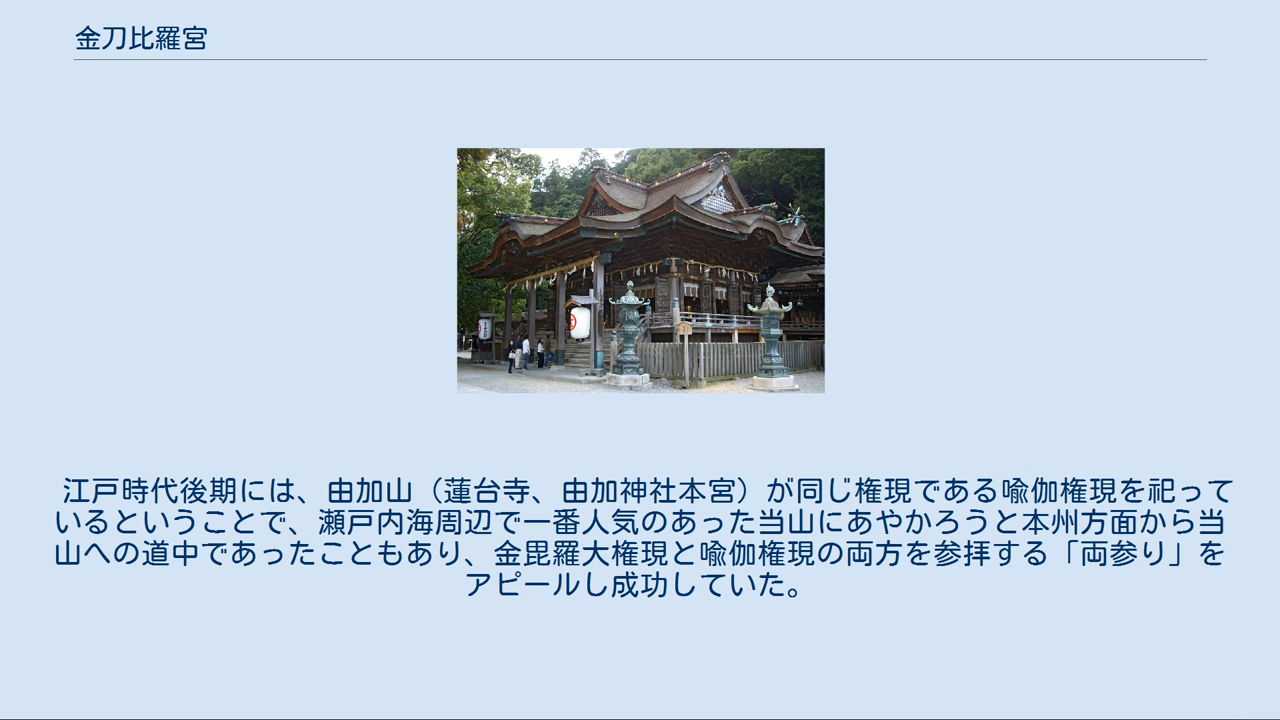 金刀比羅宮
江戸時代後期には、由加山（蓮台寺、由加神社本宮）が同じ権現である喩伽権現を祀って
いるということで、瀬戸内海周辺で一番人気のあった当山にあやかろうと本州方面から当
山への道中であったこともあり、金毘羅大権現と喩伽権現の両方を参拝する「両参り」を
アピールし成功していた。